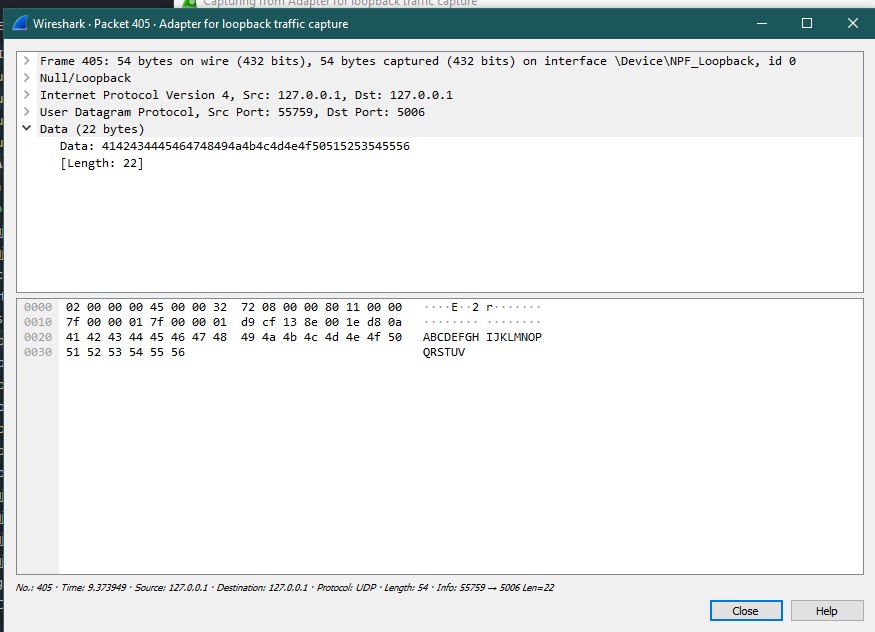 Capturing from Adapter for loopback traffic capture
Wireshark · Packet 405 · Adapter for loopback traffic capture
Frame 405: 54 bytes on wire (432 bits), 54 bytes captured (432 bits) on interface \Device\NPF_Loopback, id 0
Null/Loopback
Internet Protocol Version 4, Src: 127.0.0.1, Dst: 127.0.0.1
User Datagram Protocol, Src Port: 55759, Dst Port: 5006
Data (22 bytes)
Data: 4142434445464748494a4b4c4d4e4f50515253545556
[Length: 22]
0000 02 00 00 00 45 00 00 32 72 08 00 00 80 11 00 00 ····E··2 r·······
0010 7f 00 00 01 7f 00 00 01 d9 cf 13 8e 00 1e d8 0a ········ ········
0020 41 42 43 44 45 46 47 48 49 4a 4b 4c 4d 4e 4f 50 ABCDEFGH IJKLMNOP
0030 51 52 53 54 55 56 QRSTUV
No.: 405 · Time: 9.373949 · Source: 127.0.0.1 · Destination: 127.0.0.1 · Protocol: UDP · Length: 54 · Info: 55759 → 5006 Len=22
Close Help